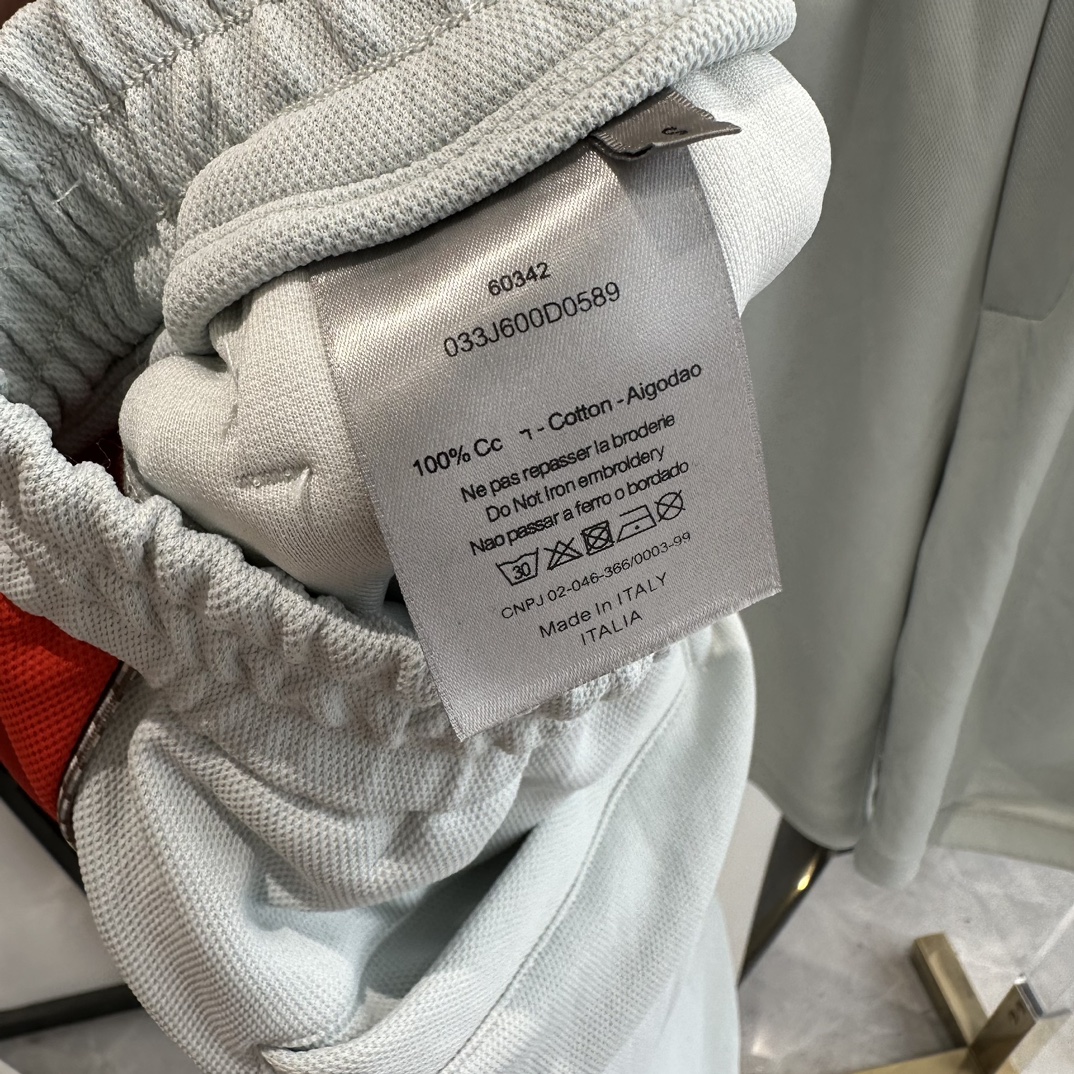 60342
033J600D0589
100% Cc - Cotton - Aigodao
Ne pas repasser la broderie
Do Not Iron embroidery
Nao passar a ferro o bordado
30
CNPJ 02-046-366/0003-99
Made In ITALY
ITALIA